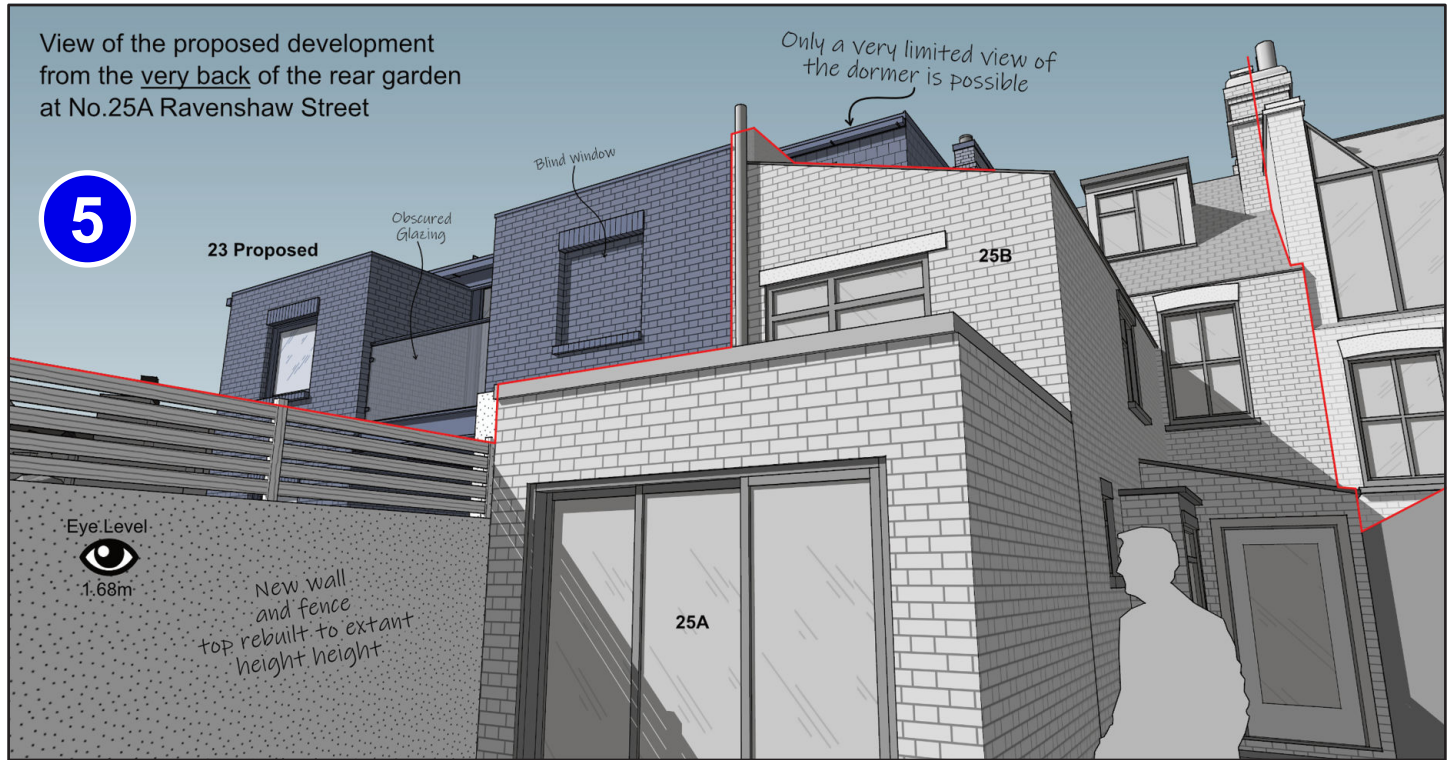 View of the proposed development
from the very back of the rear garden
at No.25A Ravenshaw Street
Only a very limited view of
the dormer is possible
5
Blind Window
Obscured
Glazing
23 Proposed
25B
Eye Level
1.68m
New wall
and fence
top rebuilt to extant
height height
25A